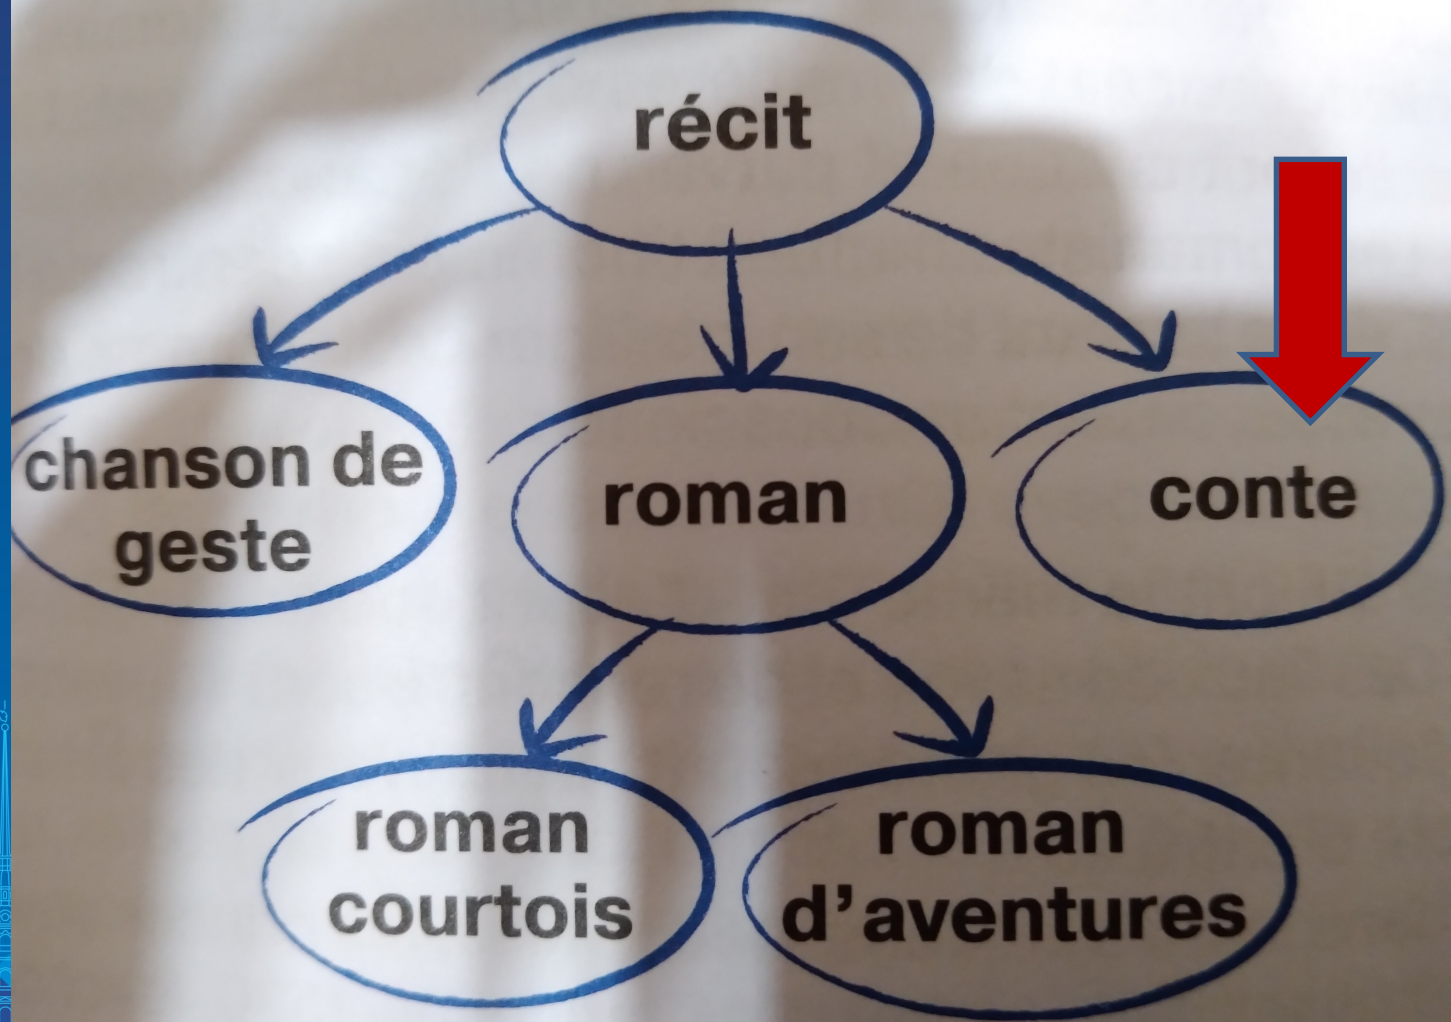 récit
chanson de
geste
roman
conte
roman
courtois
roman
d’aventures